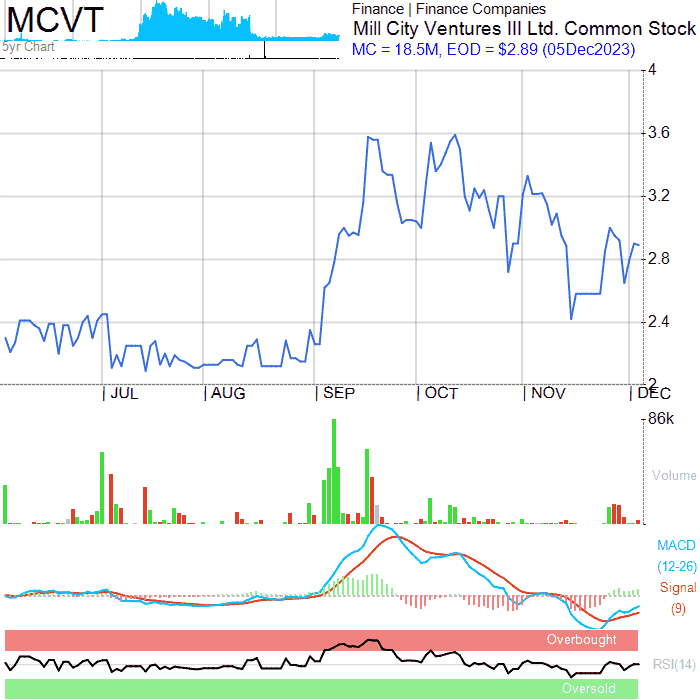 MCVT
5yr Chart
Finance | Finance Companies
Mill City Ventures III Ltd. Common Stock
MC = 18.5M, EOD = $2.89 (05Dec2023)
4
3.6
3.2
2.8
2.4
2
JUL
AUG
SEP
OCT
NOV
DEC
86k
Volume
MACD
(12-26)
Signal
(9)
Overbought
RSI(14)
Oversold